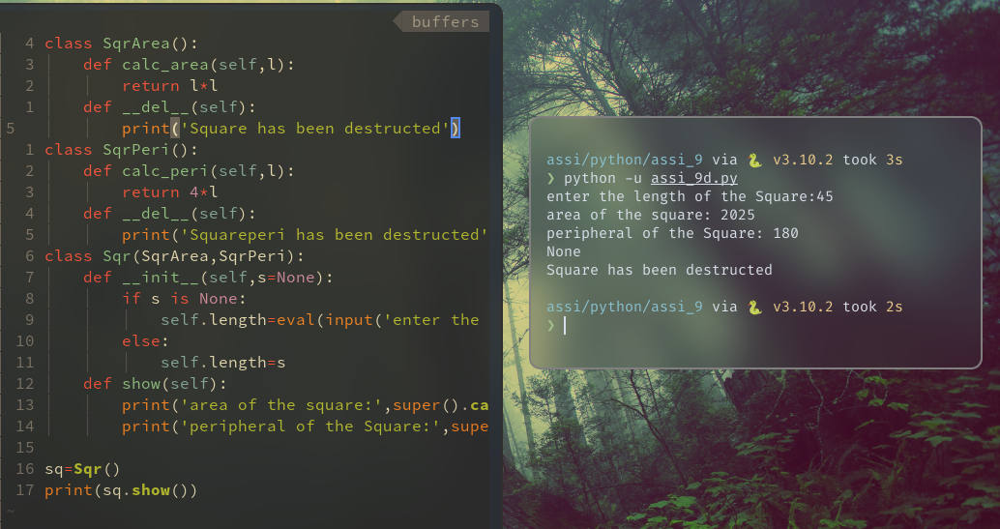 buffers
4 class SqrArea():
3     def calc_area(self,l):
2         return l*l
1     def __del__(self):
5         print('Square has been destructed')
1 class SqrPeri():
2     def calc_peri(self,l):
3         return 4*l
4     def __del__(self):
5         print('Squareperi has been destructed'
6 class Sqr(SqrArea,SqrPeri):
7     def __init__(self,s=None):
8         if s is None:
9             self.length=eval(input('enter the
10         else:
11             self.length=s
12     def show(self):
13         print('area of the square:',super().ca
14         print('peripheral of the Square:',supe
15
16 sq=Sqr()
17 print(sq.show())
~
assi/python/assi_9 via 🐍 v3.10.2 took 3s
❯ python -u assi_9d.py
enter the length of the Square:45
area of the square: 2025
peripheral of the Square: 180
None
Square has been destructed
assi/python/assi_9 via 🐍 v3.10.2 took 2s
❯